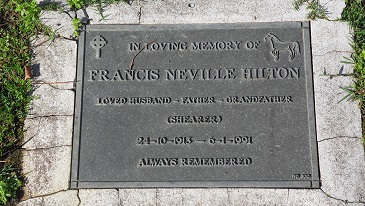 IN LOVING MEMORY OF
FRANCIS NEVILLE HILTON
LOVED HUSBAND - FATHER - GRANDFATHER
(SHEARER)
24-10-1913 - 6-1-1991
ALWAYS REMEMBERED